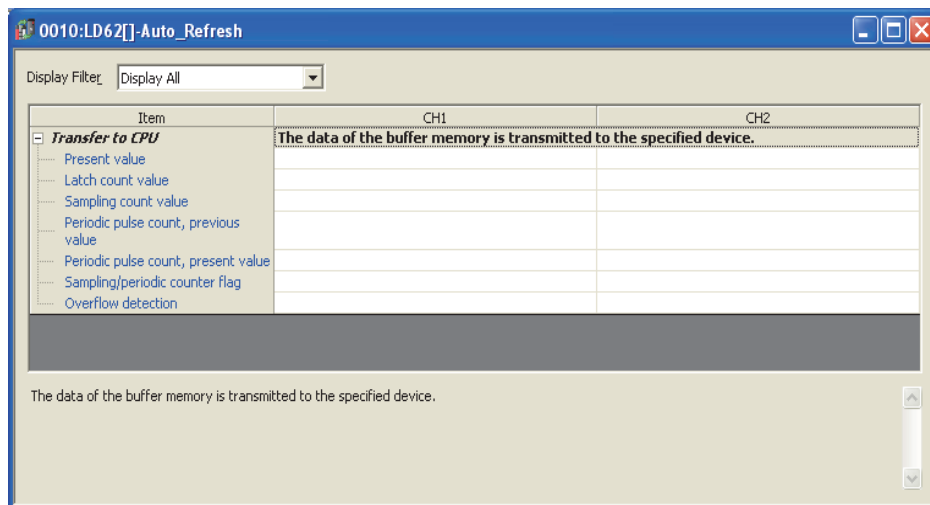 0010:LD62[]-Auto_Refresh
Display Filter Display All
Item CH1 CH2
Transfer to CPU The data of the buffer memory is transmitted to the specified device.
Present value
Latch count value
Sampling count value
Periodic pulse count, previous
value
Periodic pulse count, present value
Sampling/periodic counter flag
Overflow detection
The data of the buffer memory is transmitted to the specified device.